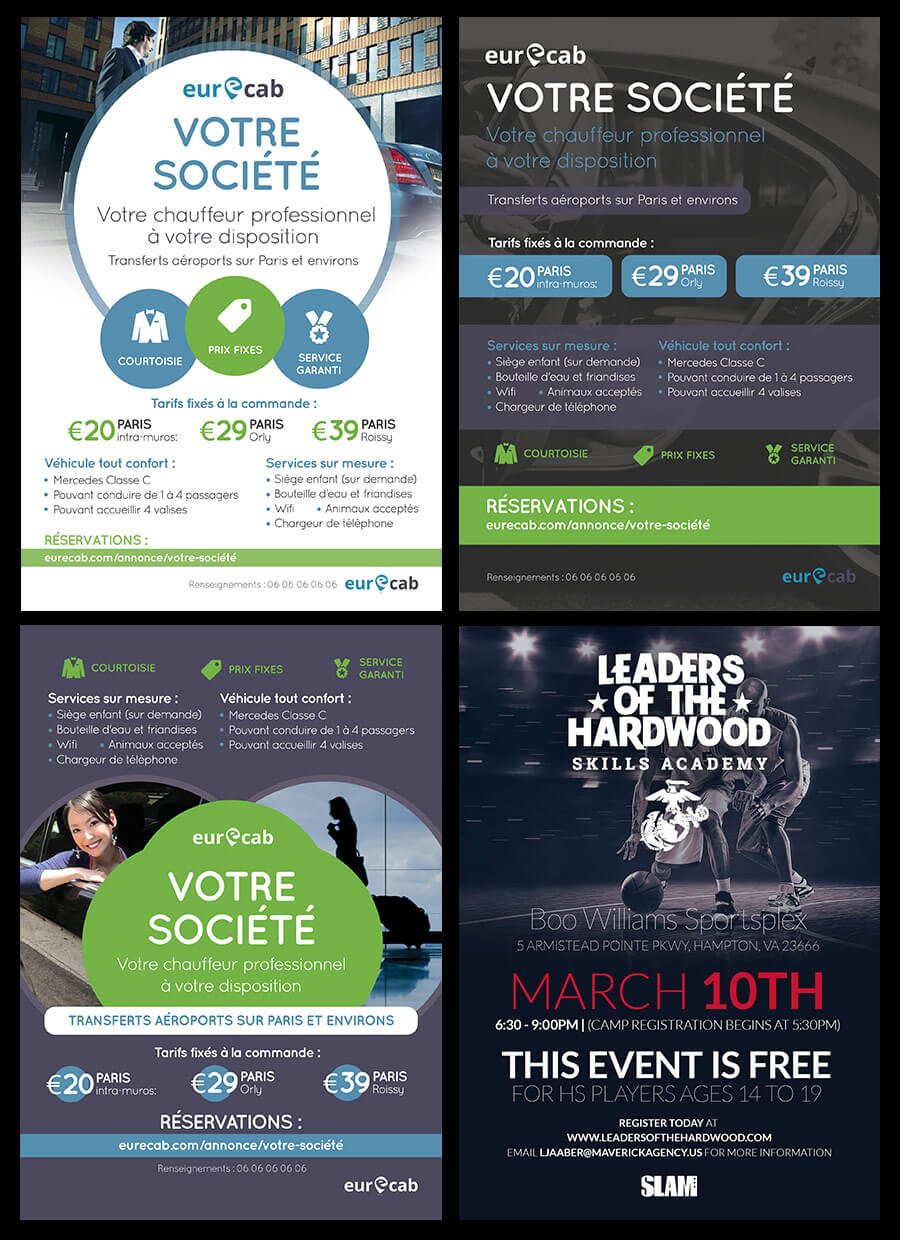 eurecab
VOTRE
SOCIÉTÉ
Votre chauffeur professionnel
à votre disposition
Transferts aéroports sur Paris et environs
COURTOISIE
PRIX FIXES
SERVICE
GARANTI
Tarifs fixés à la commande :
€20 PARIS intra-muros: €29 PARIS Orly €39 PARIS Roissy
Véhicule tout confort :
• Mercedes Classe C
• Pouvant conduire de 1 à 4 passagers
• Pouvant accueillir 4 valises
Services sur mesure :
• Siège enfant (sur demande)
• Bouteille d'eau et friandises
• Wifi • Animaux acceptés
• Chargeur de téléphone
RÉSERVATIONS :
eurecab.com/annonce/votre-société
Renseignements : 06 06 06 06 06 eurecab
eurecab
VOTRE SOCIÉTÉ
Votre chauffeur professionnel
à votre disposition
Transferts aéroports sur Paris et environs
Tarifs fixés à la commande :
€20 PARIS intra-muros: €29 PARIS Orly €39 PARIS Roissy
Services sur mesure :
• Siège enfant (sur demande)
• Bouteille d'eau et friandises
• Wifi • Animaux acceptés
• Chargeur de téléphone
Véhicule tout confort :
• Mercedes Classe C
• Pouvant conduire de 1 à 4 passagers
• Pouvant accueillir 4 valises
COURTOISIE
PRIX FIXES
SERVICE
GARANTI
RÉSERVATIONS :
eurecab.com/annonce/votre-société
Renseignements : 06 06 06 06 06 eurecab
COURTOISIE
PRIX FIXES
SERVICE
GARANTI
Services sur mesure :
• Siège enfant (sur demande)
• Bouteille d'eau et friandises
• Wifi • Animaux acceptés
• Chargeur de téléphone
Véhicule tout confort :
• Mercedes Classe C
• Pouvant conduire de 1 à 4 passagers
• Pouvant accueillir 4 valises
eurecab
VOTRE
SOCIÉTÉ
Votre chauffeur professionnel
à votre disposition
TRANSFERTS AÉROPORTS SUR PARIS ET ENVIRONS
Tarifs fixés à la commande :
€20 PARIS intra-muros: €29 PARIS Orly €39 PARIS Roissy
RÉSERVATIONS :
eurecab.com/annonce/votre-société
Renseignements : 06 06 06 06 06
eurecab
LEADERS
OF THE
HARDWOOD
SKILLS ACADEMY
Boo Williams Sportsplex
5 ARMISTEAD POINTE PKWY, HAMPTON, VA 23666
MARCH 10TH
6:30 - 9:00PM | (CAMP REGISTRATION BEGINS AT 5:30PM)
THIS EVENT IS FREE
FOR HS PLAYERS AGES 14 TO 19
REGISTER TODAY AT
WWW.LEADERSOFTHEHARDWOOD.COM
EMAIL LJAABER@MAVERICKAGENCY.US FOR MORE INFORMATION
SLAM